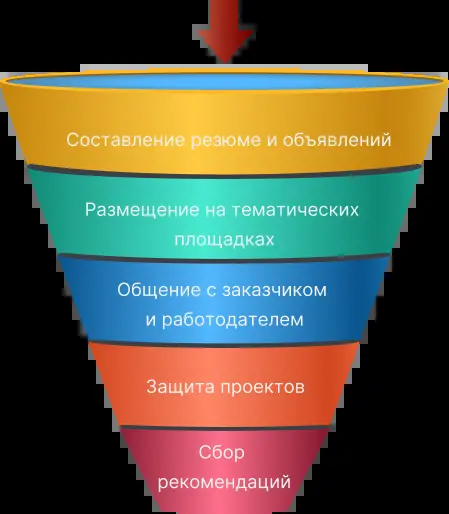 Составление резюме и объявлений
Размещение на тематических
площадках
Общение с заказчиком
и работодателем
Защита проектов
Сбор
рекомендаций